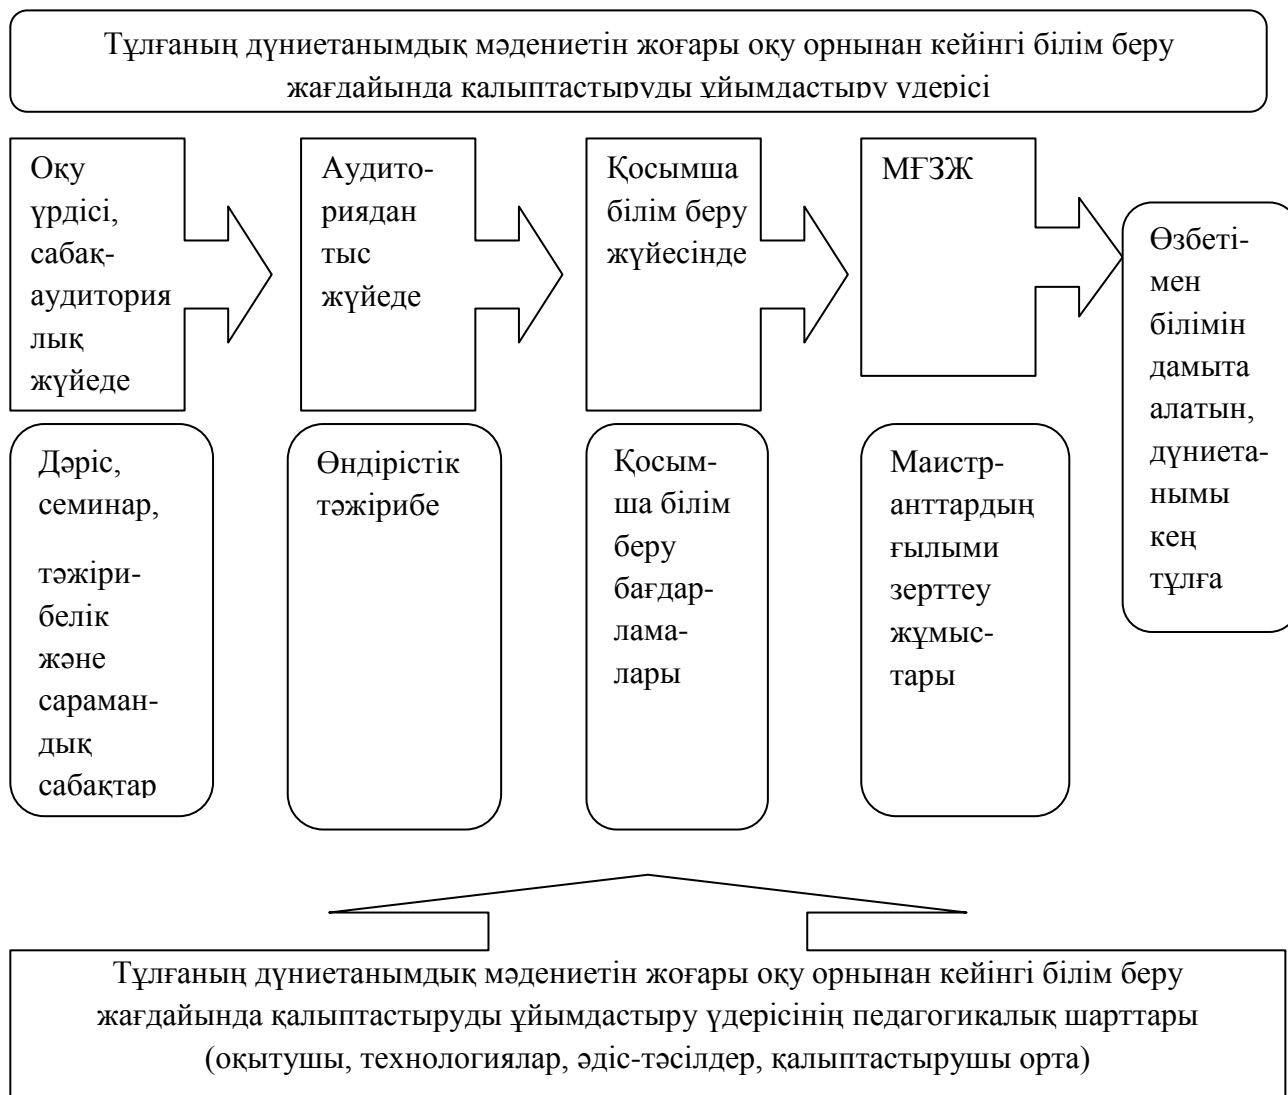 Тұлғаның дүниетанымдық мәдениетін жоғары оқу орнынан кейінгі білім беру
жағдайында қалыптастыруды ұйымдастыру үдерісі
Оқу
үрдісі,
сабақ-
аудитория
лық
жүйеде
Аудито-
риядан
тыс
жүйеде
Қосымша
білім беру
жүйесінде
МҒЗЖ
Өзбеті-
мен
білімін
дамыта
алатын,
дүниета-
нымы
кең
тұлға
Дәріс,
семинар,
тәжіри-
белік
және
сараман-
дық
сабақтар
Өндірістік
тәжірибе
Қосым-
ша білім
беру
бағдар-
лама-
лары
Маистр-
анттардың
ғылыми
зерттеу
жұмыс-
тары
Тұлғаның дүниетанымдық мәдениетін жоғары оқу орнынан кейінгі білім беру
жағдайында қалыптастыруды ұйымдастыру үдерісінің педагогикалық шарттары
(оқытушы, технологиялар, әдіс-тәсілдер, қалыптастырушы орта)